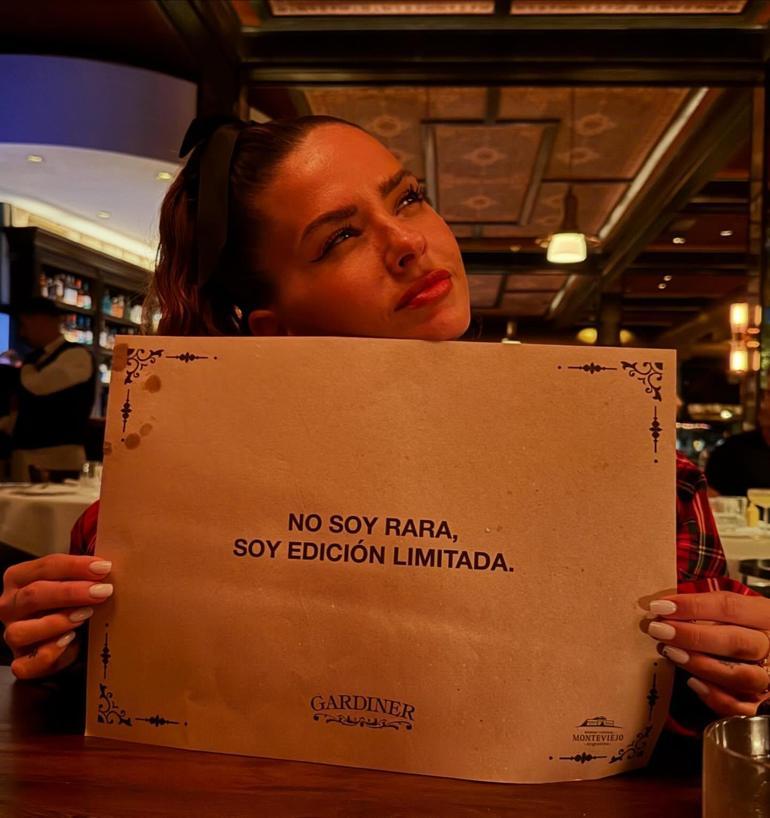 NO SOY RARA,
SOY EDICIÓN LIMITADA.
GARDINER
MONTEVIEJO